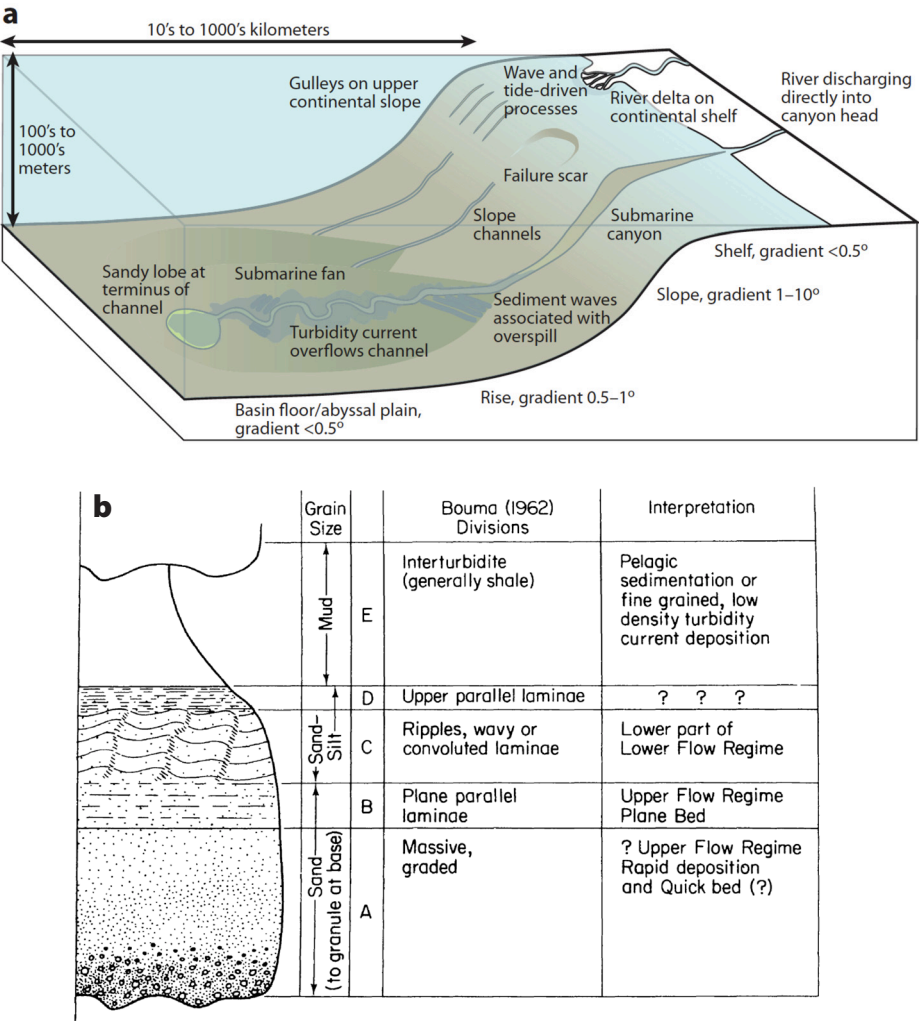 a
10's to 1000's kilometers
100's to
1000's
meters
Gulleys on upper
continental slope
Wave and
tide-driven
processes
River delta on
continental shelf
River discharging
directly into
canyon head
Failure scar
Slope
channels
Submarine
canyon
Shelf, gradient <0.5º
Slope, gradient 1–10º
Sandy lobe at
terminus of
channel
Submarine fan
Sediment waves
associated with
overspill
Turbidity current
overflows channel
Rise, gradient 0.5–1º
Basin floor/abyssal plain,
gradient <0.5º
b
Grain
Size
Bouma (1962)
Divisions
Interpretation
Mud
E
Interturbidite
(generally shale)
Pelagic
sedimentation or
fine grained, low
density turbidity
current deposition
D
Upper parallel laminae
? ? ?
Sand-
Silt
C
Ripples, wavy or
convoluted laminae
Lower part of
Lower Flow Regime
B
Plane parallel
laminae
Upper Flow Regime
Plane Bed
Sand
(to granule at base)
A
Massive,
graded
? Upper Flow Regime
Rapid deposition
and Quick bed (?)